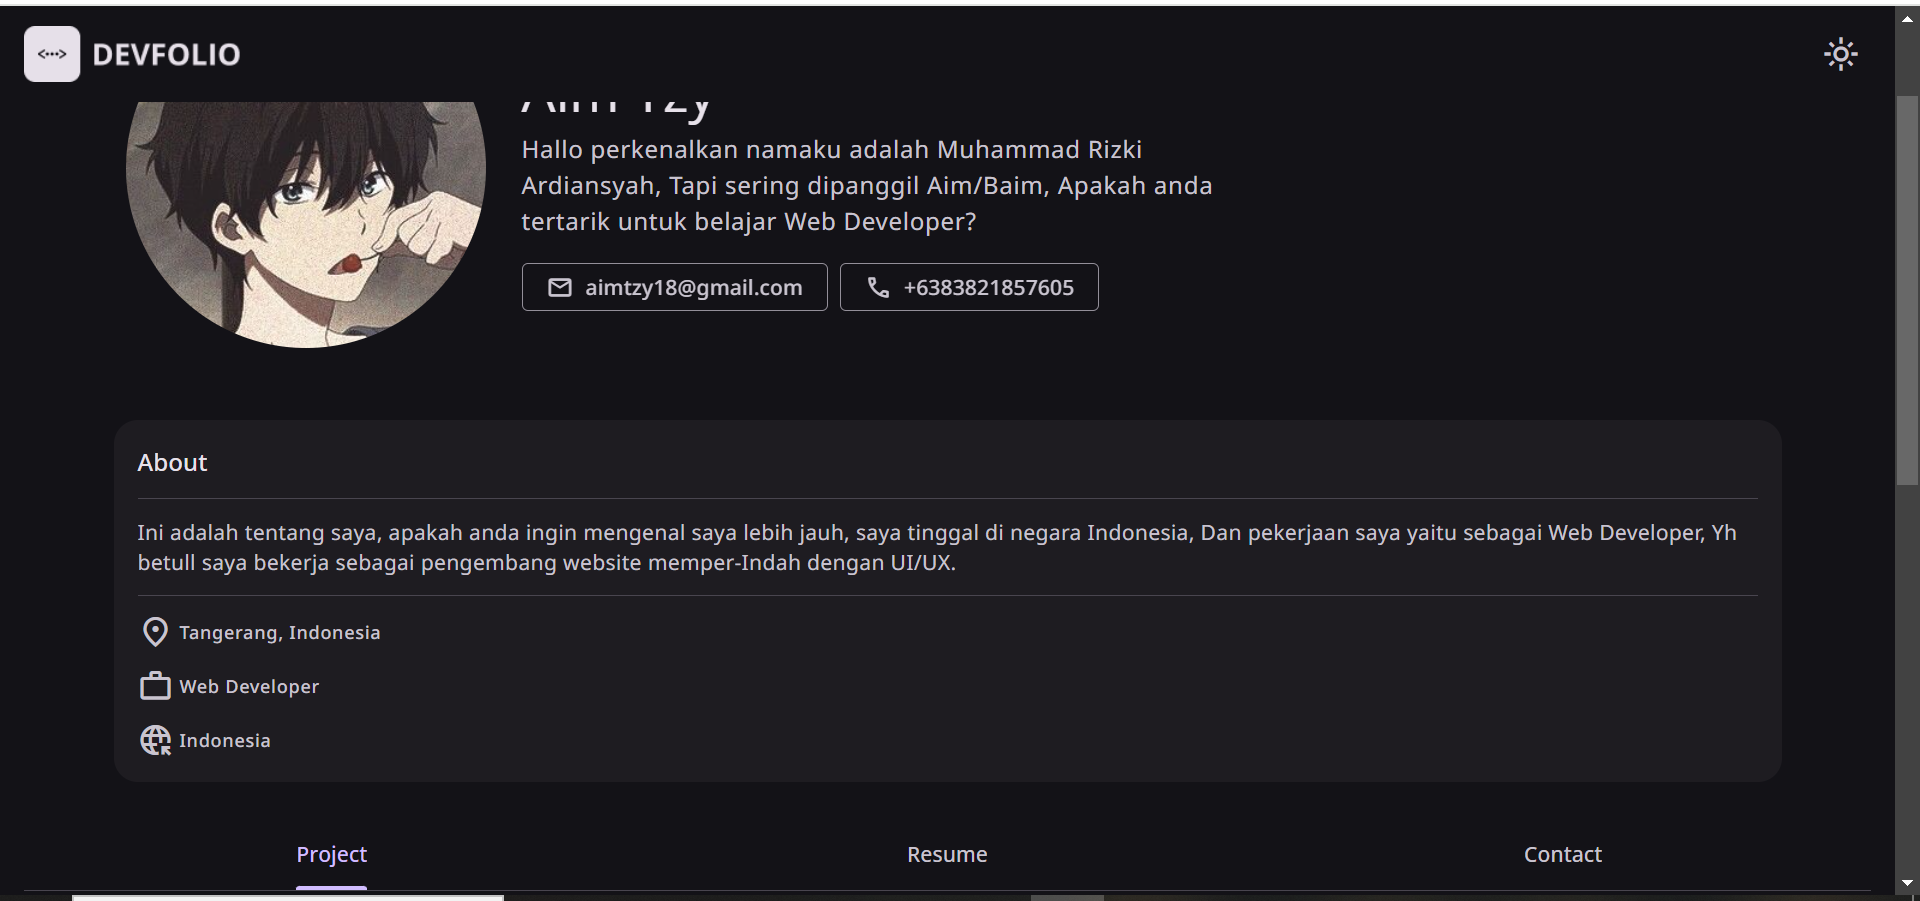 DEVFOLIO
Aim Tzy
Hallo perkenalkan namaku adalah Muhammad Rizki
Ardiansyah, Tapi sering dipanggil Aim/Baim, Apakah anda
tertarik untuk belajar Web Developer?
aimtzy18@gmail.com
+6383821857605
About
Ini adalah tentang saya, apakah anda ingin mengenal saya lebih jauh, saya tinggal di negara Indonesia, Dan pekerjaan saya yaitu sebagai Web Developer, Yh
betull saya bekerja sebagai pengembang website memper-Indah dengan UI/UX.
Tangerang, Indonesia
Web Developer
Indonesia
Project
Resume
Contact